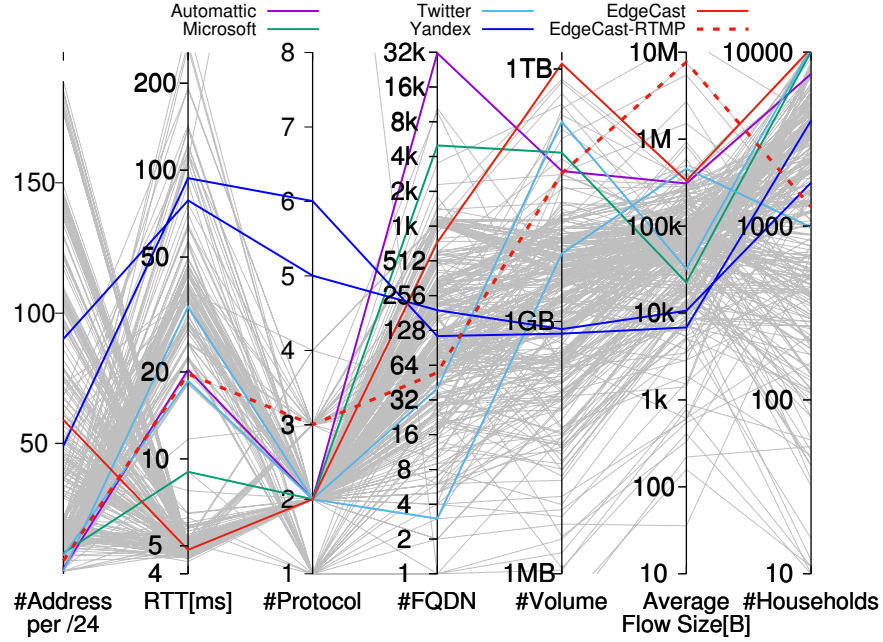 Automattic
Microsoft
Twitter
Yandex
EdgeCast
EdgeCast-RTMP
150
100
50
200
100
50
20
10
5
4
8
7
6
5
4
3
2
1
32k
16k
8k
4k
2k
1k
512
256
128
64
32
16
8
4
2
1
1TB
1GB
1MB
10M
1M
100k
10k
1k
100
10
10000
1000
100
10
#Address
per /24
RTT[ms]
#Protocol
#FQDN
#Volume
Average
Flow Size[B]
#Households